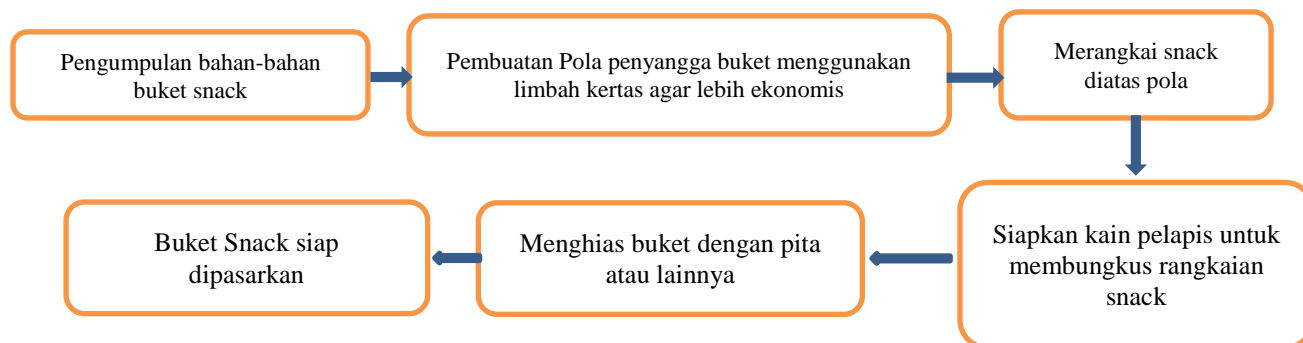 Pengumpulan bahan-bahan
buket snack
Pembuatan Pola penyangga buket menggunakan
limbah kertas agar lebih ekonomis
Merangkai snack
diatas pola
Siapkan kain pelapis untuk
membungkus rangkaian
snack
Menghias buket dengan pita
atau lainnya
Buket Snack siap
dipasarkan